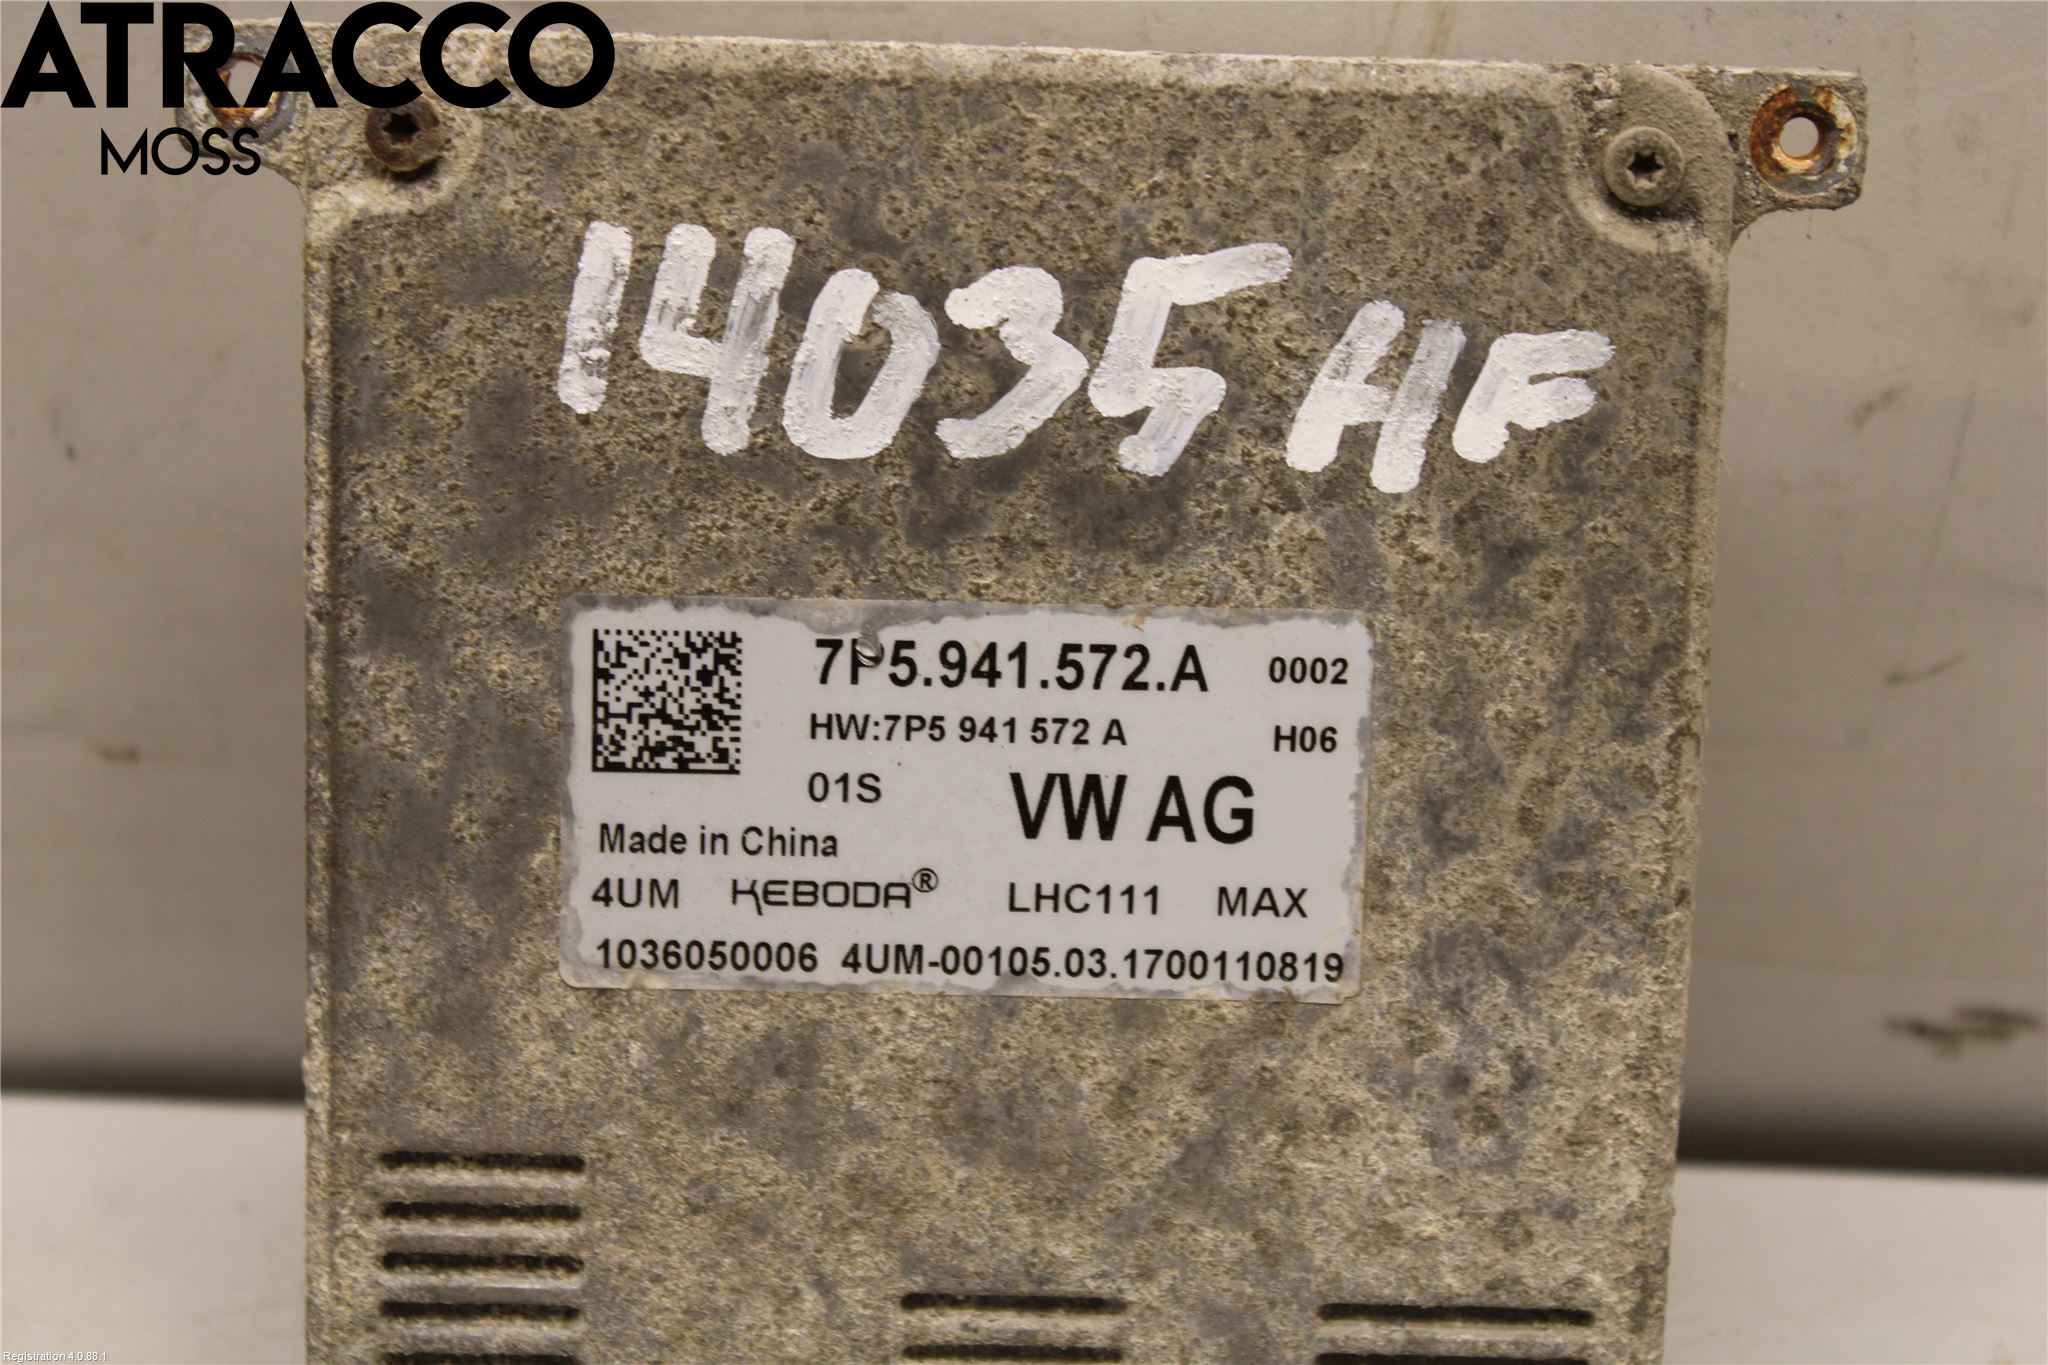 ATRACCO
MOSS
14035 HF
7P5.941.572.A 0002
HW:7P5 941 572 A H06
01S VW AG
Made in China
4UM KEBODA® LHC111 MAX
1036050006 4UM-00105.03.1700110819
Registration 4.0.88.1